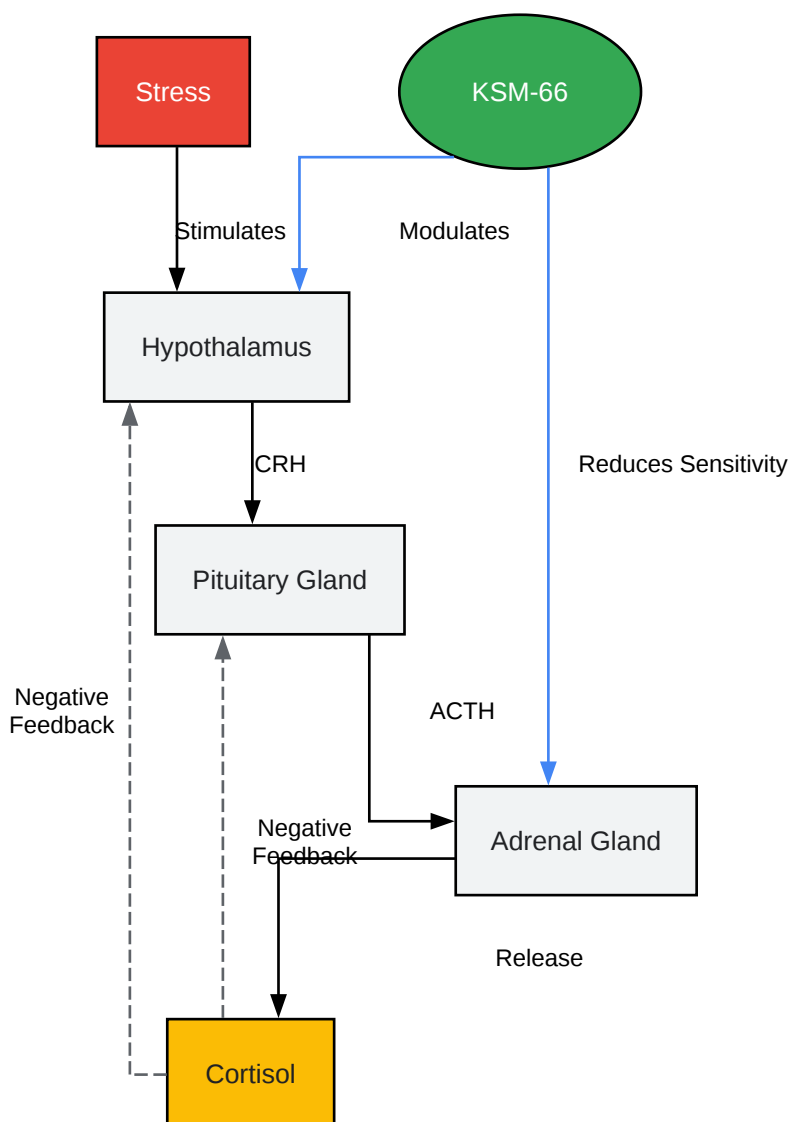 Stress
KSM-66
Stimulates
Modulates
Hypothalamus
CRH
Reduces Sensitivity
Pituitary Gland
Negative
Feedback
ACTH
Negative
Feedback
Adrenal Gland
Release
Cortisol